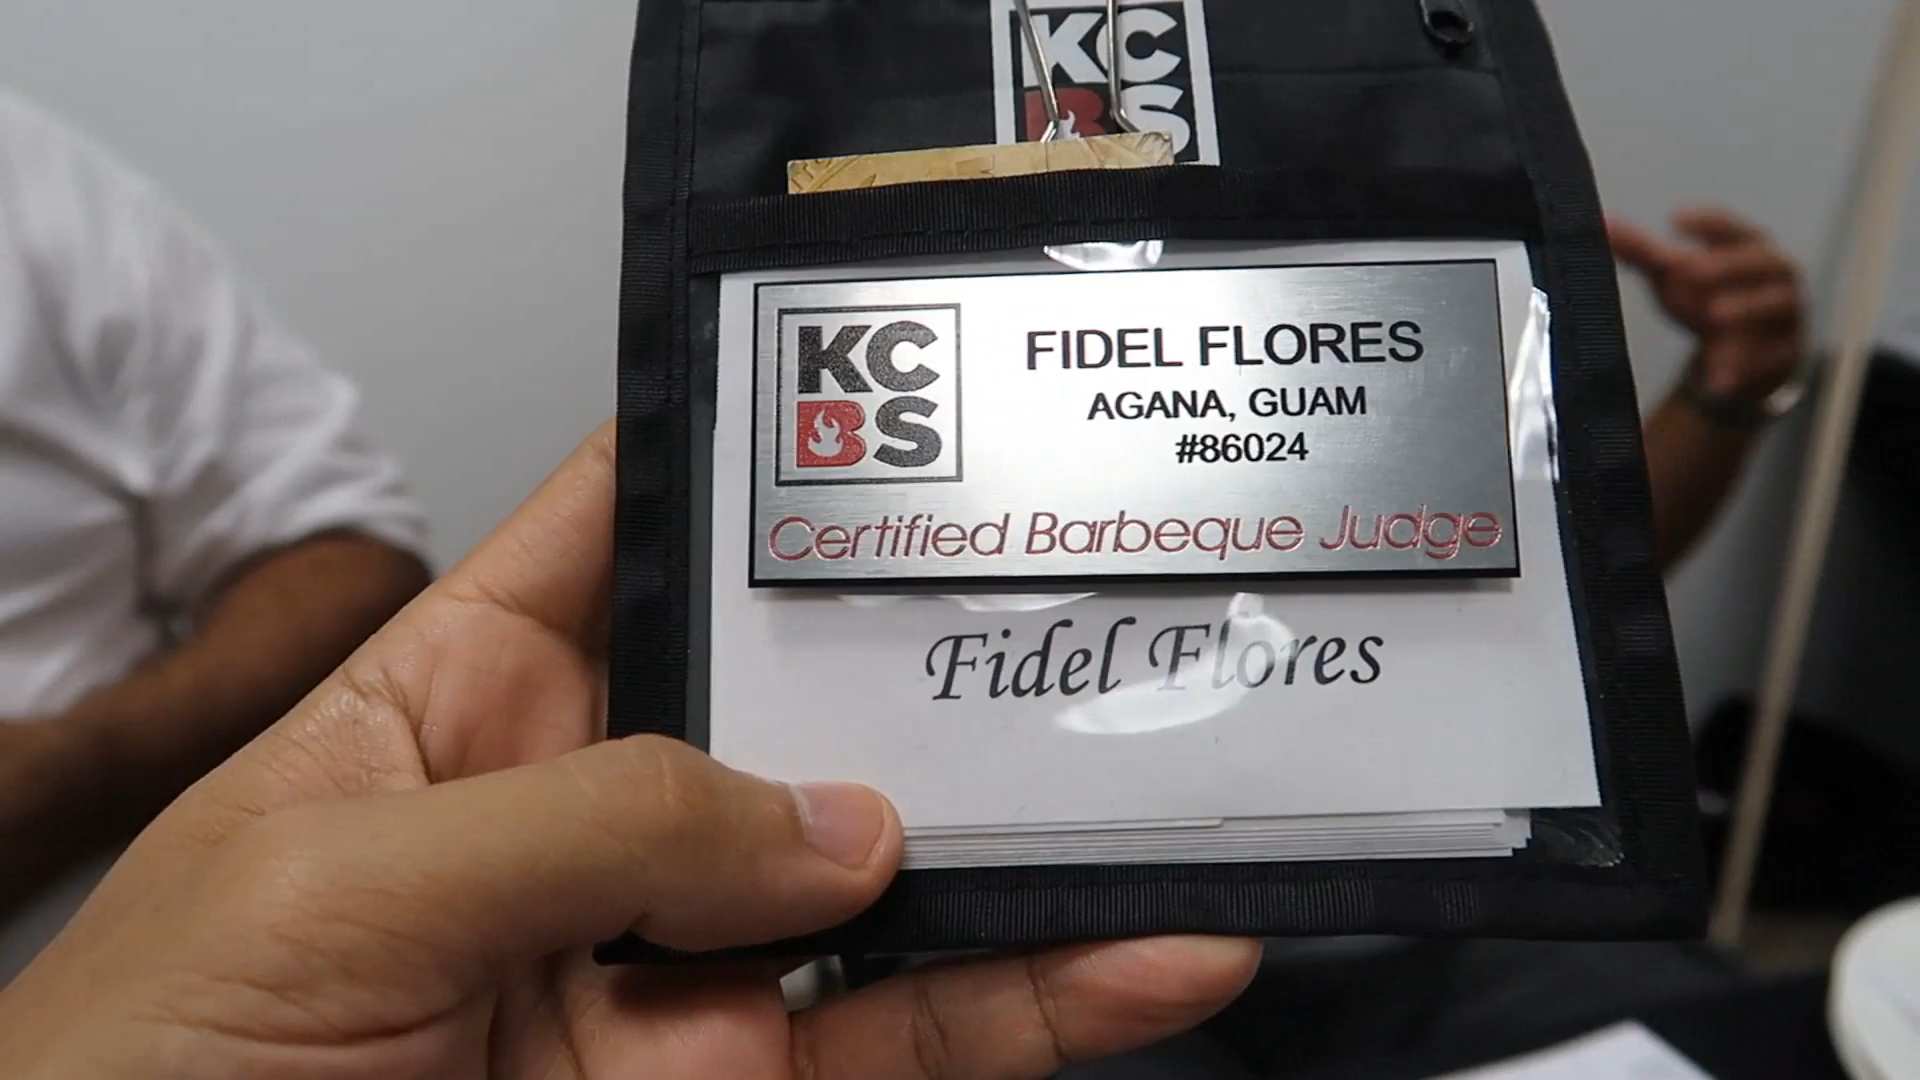 KC
BS
KC
BS
FIDEL FLORES
AGANA, GUAM
#86024
Certified Barbeque Judge
Fidel Flores